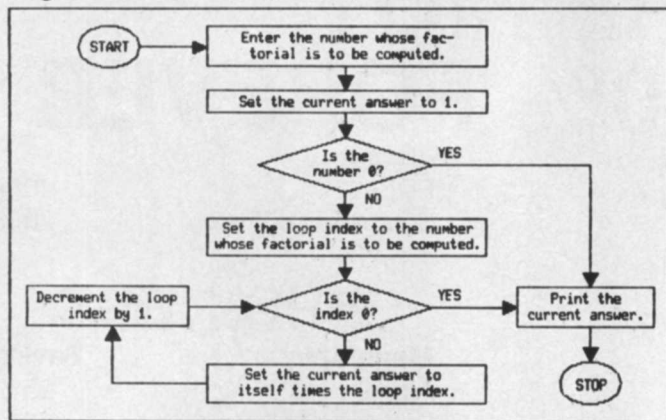 START
Enter the number whose fac-
torial is to be computed.
Set the current answer to 1.
Is the
number 0?
YES
NO
Set the loop index to the number
whose factorial is to be computed.
Decrement the loop
index by 1.
Is the
index 0?
YES
Print the
current answer.
NO
Set the current answer to
itself times the loop index.
STOP